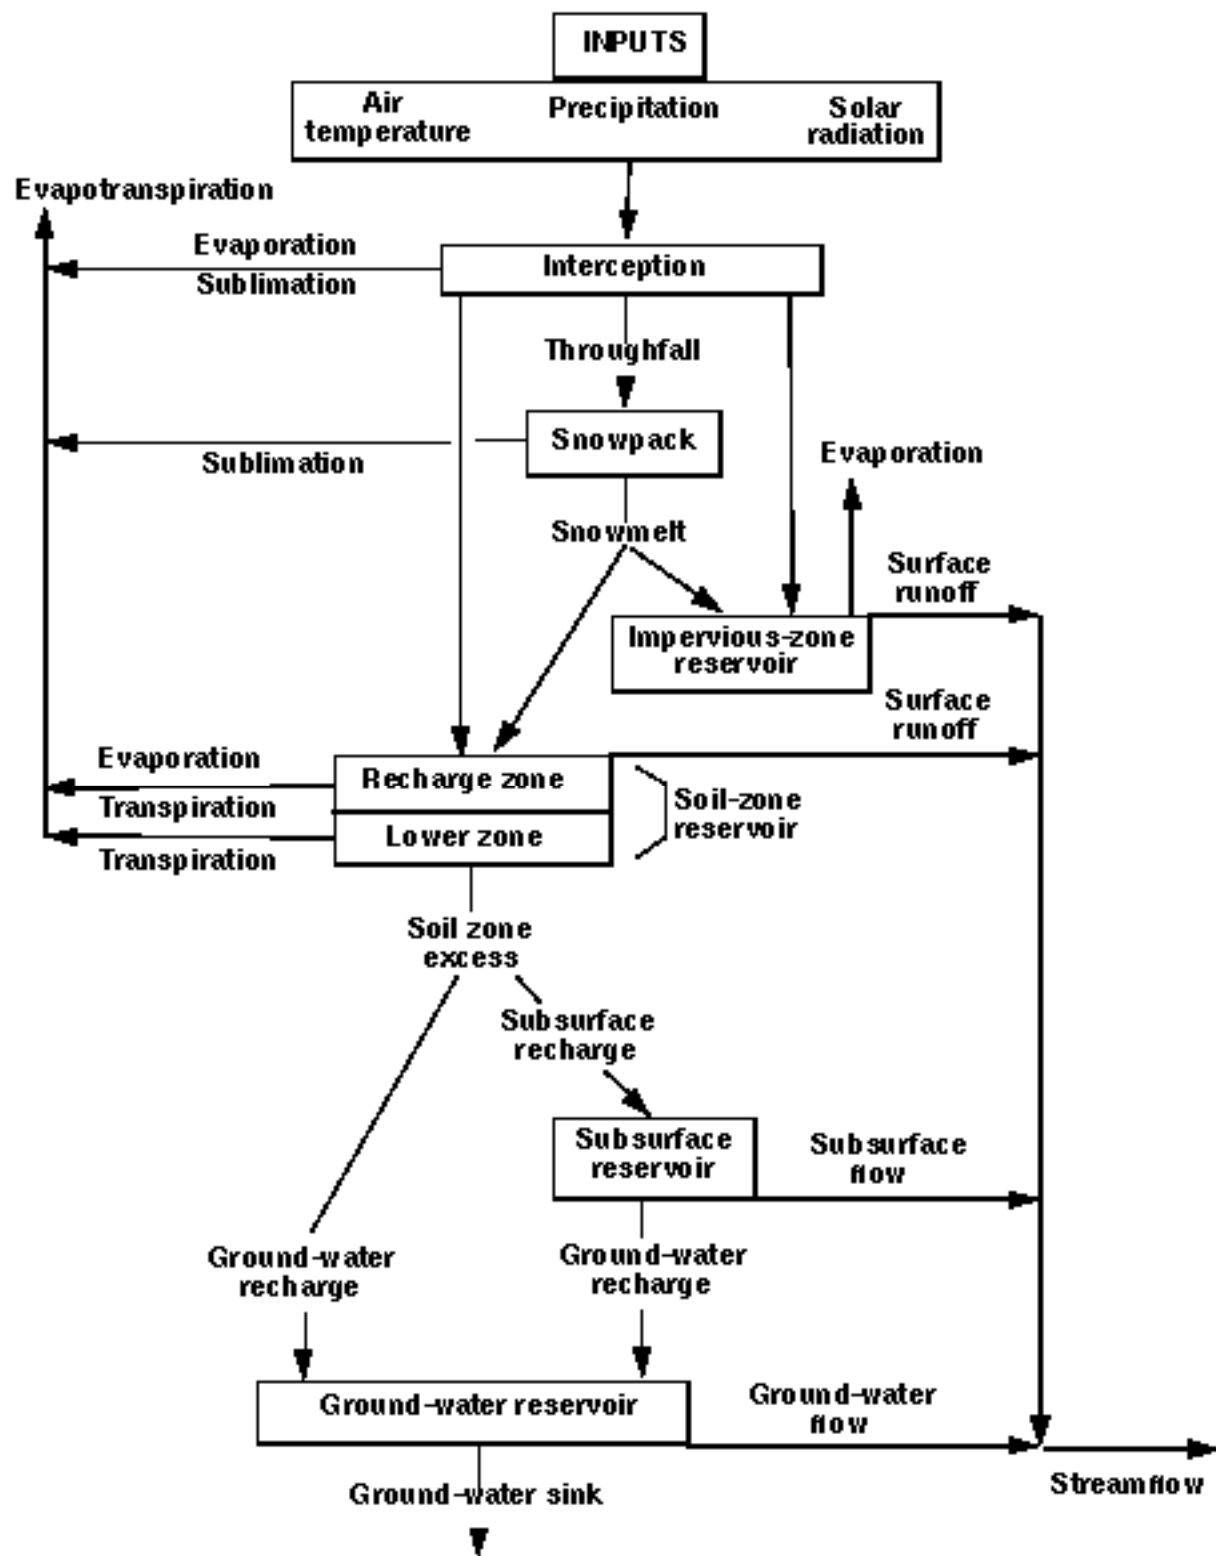 INPUTS
Air
temperature
Precipitation
Solar
radiation
Evapotranspiration
Evaporation
Sublimation
Interception
Throughfall
Snowpack
Sublimation
Evaporation
Snowmelt
Surface
runoff
Impervious-zone
reservoir
Surface
runoff
Evaporation
Transpiration
Recharge zone
Soil-zone
reservoir
Lower zone
Transpiration
Soil zone
excess
Subsurface
recharge
Subsurface
reservoir
Subsurface
flow
Ground-water
recharge
Ground-water
recharge
Ground-water reservoir
Ground-water
flow
Streamflow
Ground-water sink